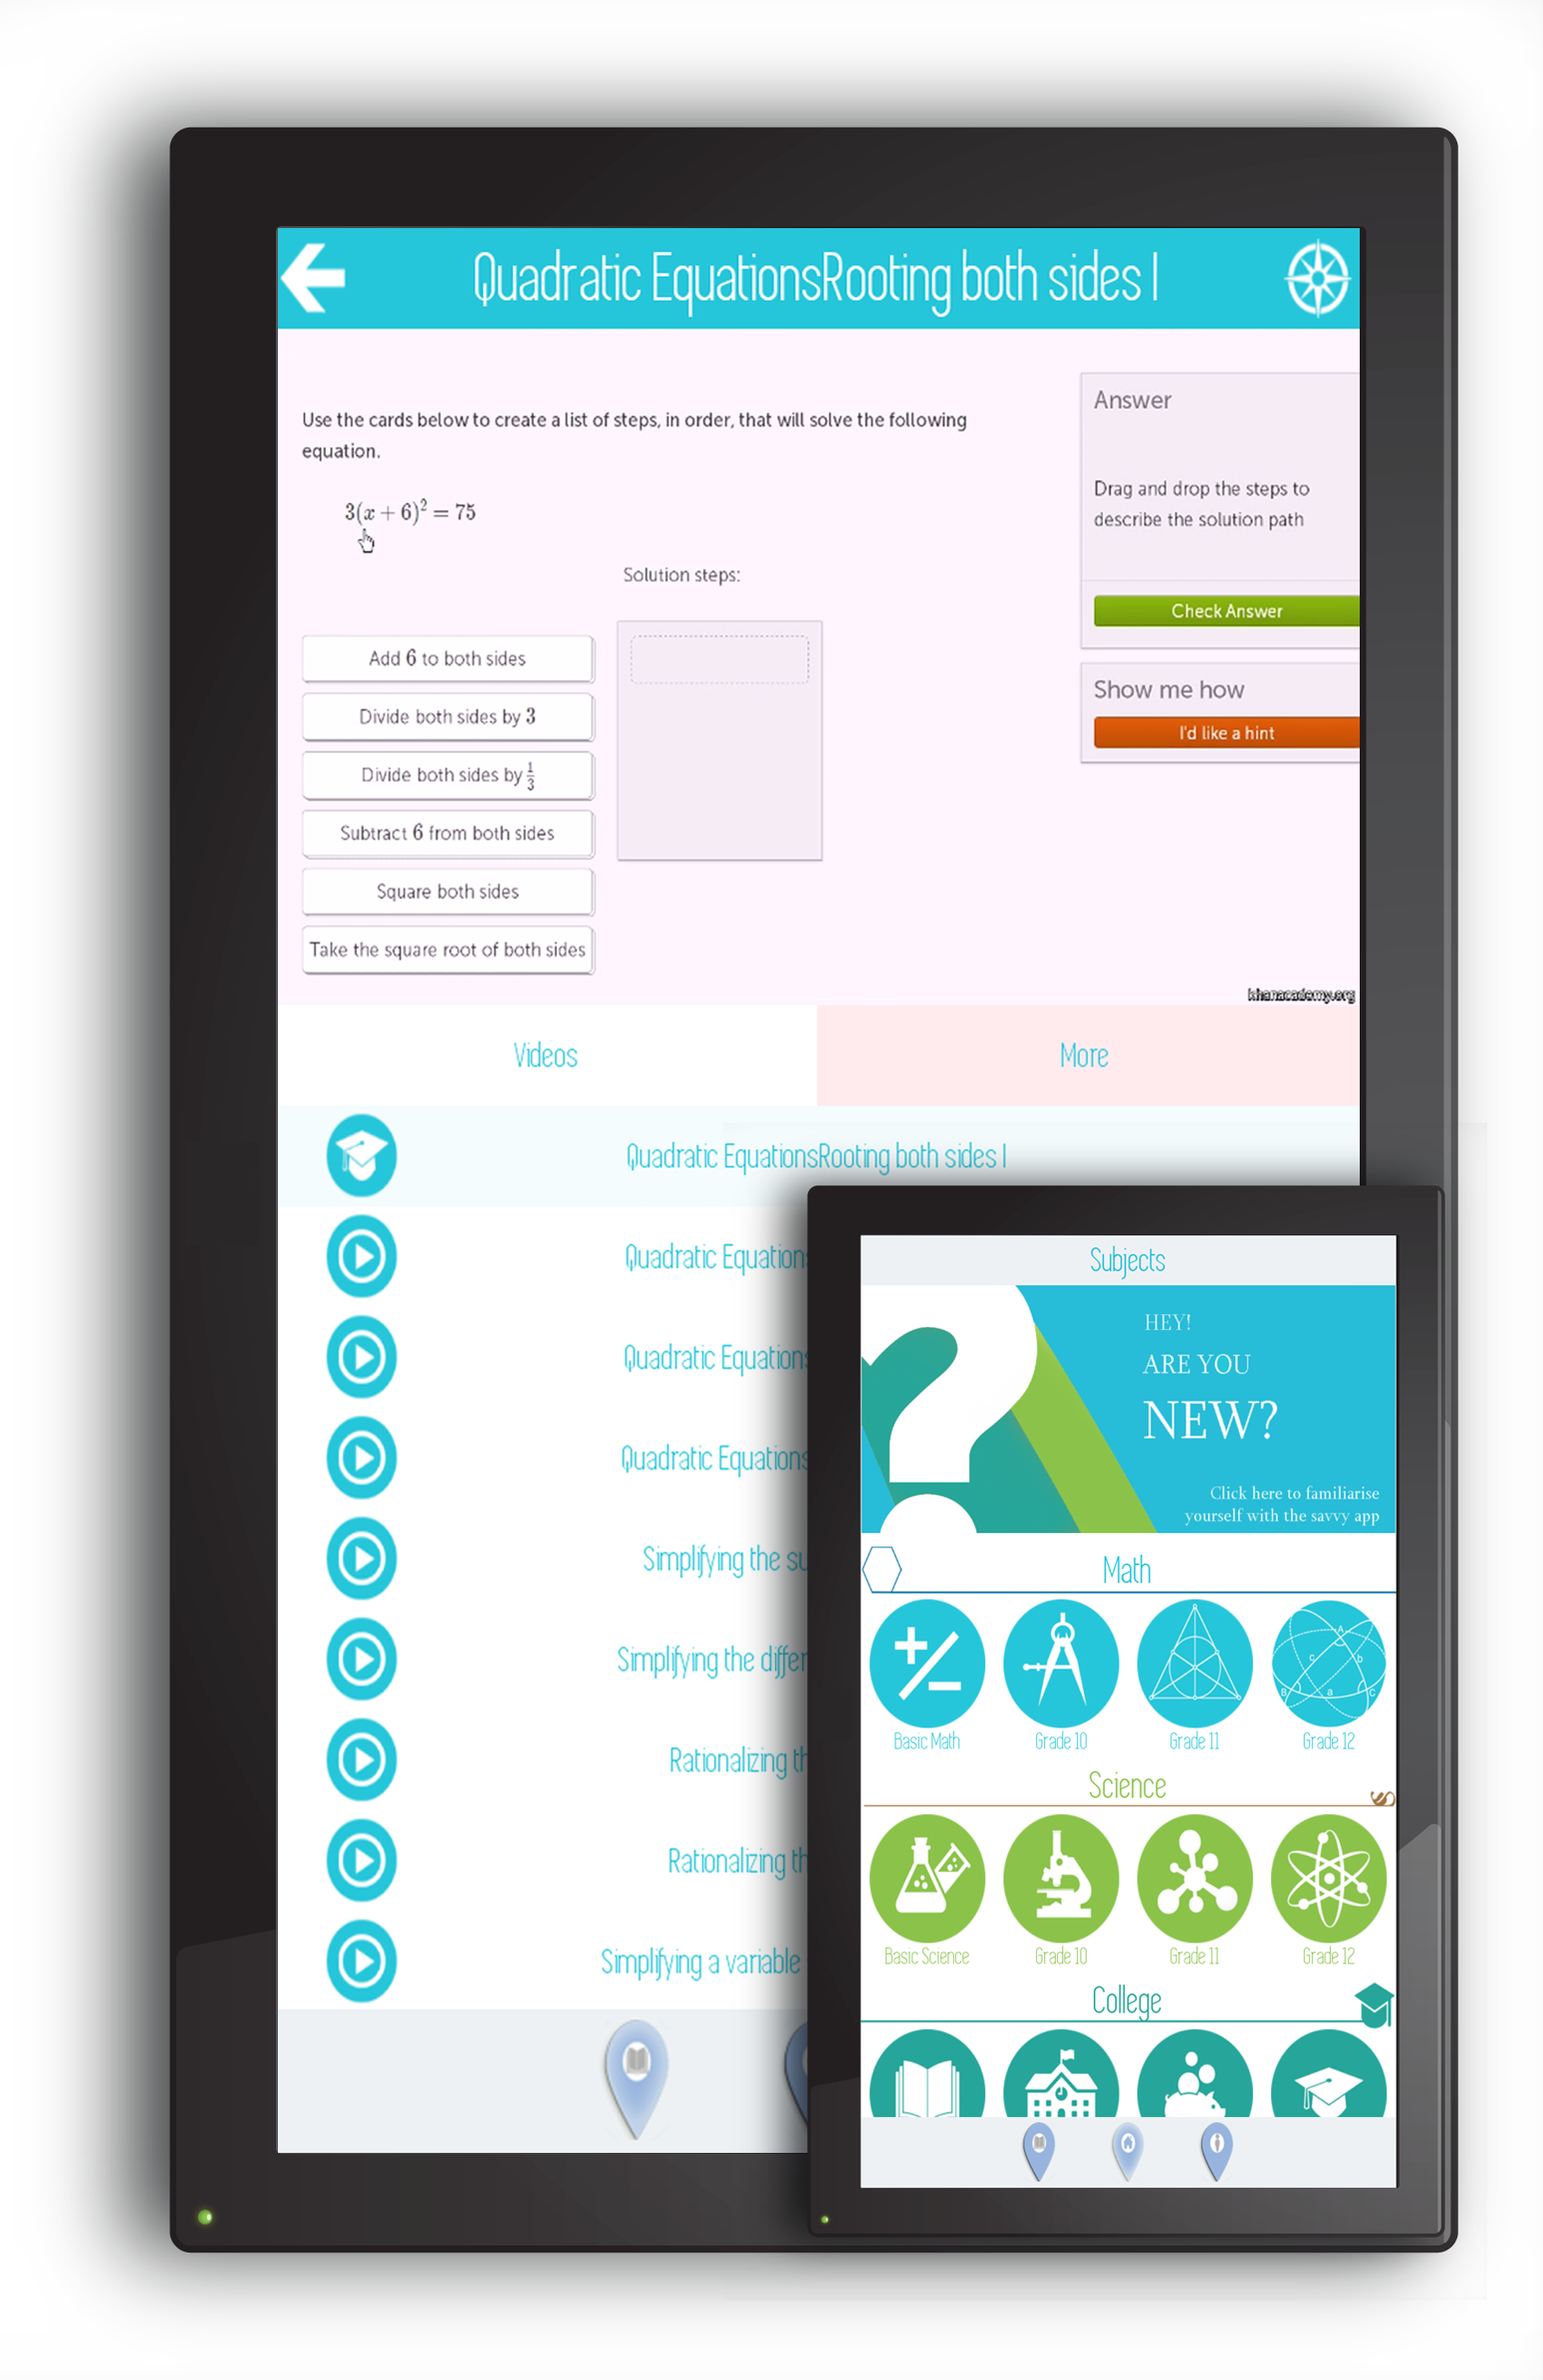 Quadratic EquationsRooting both sides I
Use the cards below to create a list of steps, in order, that will solve the following
equation.
3(x + 6)² = 75
Answer
Drag and drop the steps to
describe the solution path
Check Answer
Show me how
I'd like a hint
Solution steps:
Add 6 to both sides
Divide both sides by 3
Divide both sides by 1/3
Subtract 6 from both sides
Square both sides
Take the square root of both sides
khanacademy.org
Videos
More
Quadratic EquationsRooting both sides I
Quadratic Equation
Quadratic Equations
Quadratic Equations
Simplifying the su
Simplifying the differ
Rationalizing th
Rationalizing th
Simplifying a variable
Subjects
HEY!
ARE YOU
NEW?
Click here to familiarise
yourself with the savvy app
Math
A
c b
B a C
Basic Math Grade 10 Grade 11 Grade 12
Science
Basic Science Grade 10 Grade 11 Grade 12
College